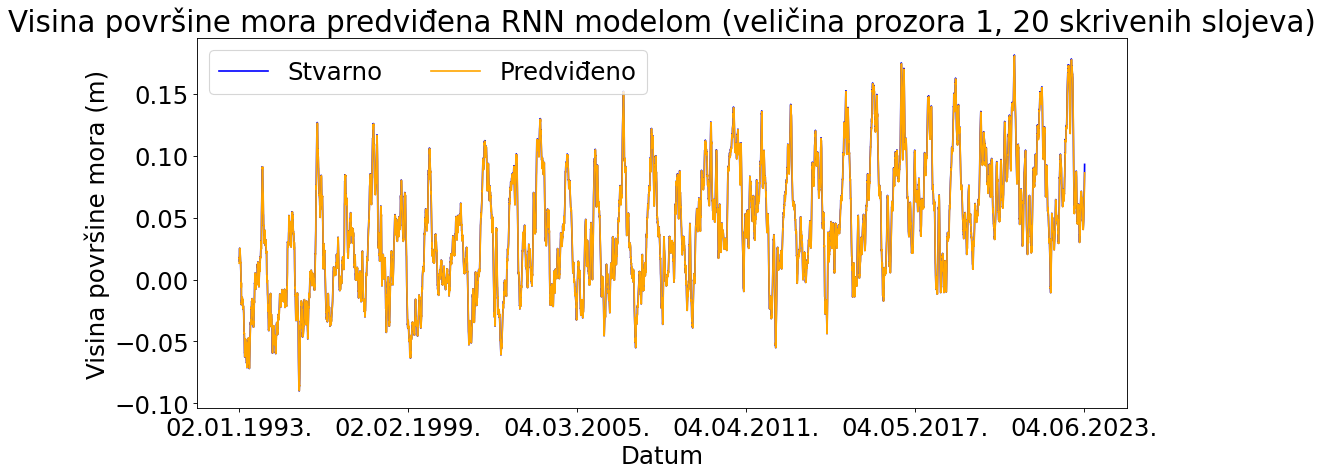 Visina površine mora predviđena RNN modelom (veličina prozora 1, 20 skrivenih slojeva)
Stvarno
Predviđeno
Visina površine mora (m)
0.15
0.10
0.05
0.00
−0.05
−0.10
02.01.1993.
02.02.1999.
04.03.2005.
04.04.2011.
04.05.2017.
04.06.2023.
Datum